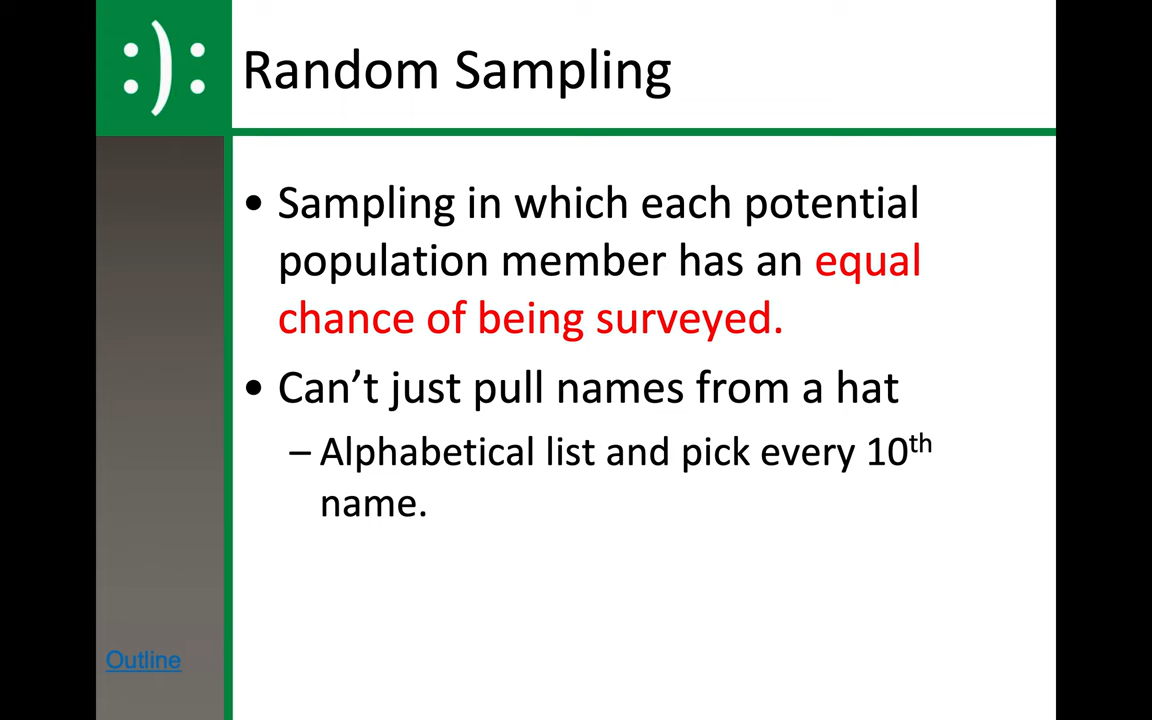 :):
Random Sampling
• Sampling in which each potential
population member has an equal
chance of being surveyed.
• Can’t just pull names from a hat
– Alphabetical list and pick every 10th
name.
Outline